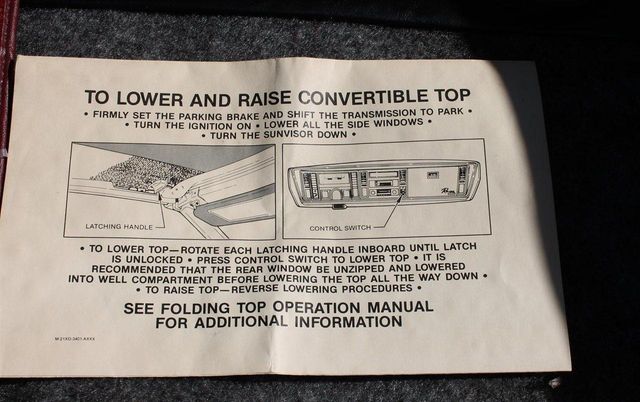 TO LOWER AND RAISE CONVERTIBLE TOP
• FIRMLY SET THE PARKING BRAKE AND SHIFT THE TRANSMISSION TO PARK •
• TURN THE IGNITION ON • LOWER ALL THE SIDE WINDOWS •
• TURN THE SUNVISOR DOWN •
LATCHING HANDLE
CONTROL SWITCH
• TO LOWER TOP—ROTATE EACH LATCHING HANDLE INBOARD UNTIL LATCH
IS UNLOCKED • PRESS CONTROL SWITCH TO LOWER TOP • IT IS
RECOMMENDED THAT THE REAR WINDOW BE UNZIPPED AND LOWERED
INTO WELL COMPARTMENT BEFORE LOWERING THE TOP ALL THE WAY DOWN •
• TO RAISE TOP—REVERSE LOWERING PROCEDURES •
SEE FOLDING TOP OPERATION MANUAL
FOR ADDITIONAL INFORMATION